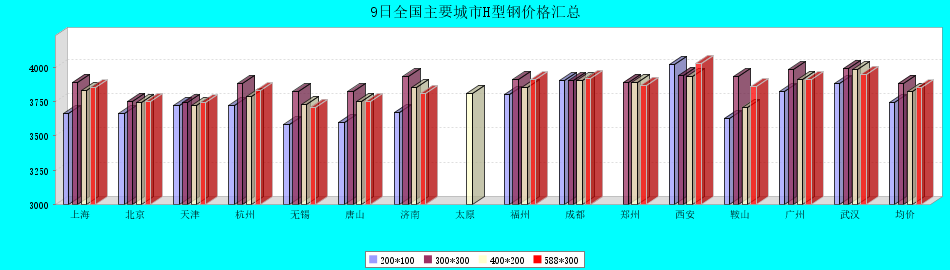 9日全国主要城市H型钢价格汇总
4000
3750
3500
3250
3000
上海 北京 天津 杭州 无锡 唐山 济南 太原 福州 成都 郑州 西安 鞍山 广州 武汉 均价
200*100 300*300 400*200 588*300